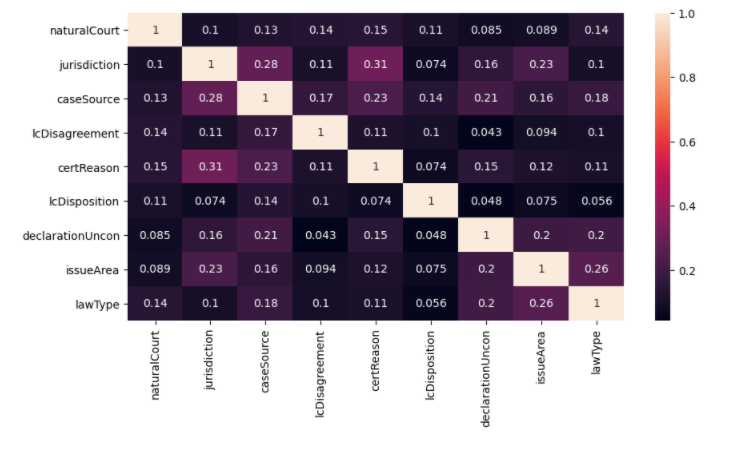 naturalCourt 1 0.1 0.13 0.14 0.15 0.11 0.085 0.089 0.14
jurisdiction 0.1 1 0.28 0.11 0.31 0.074 0.16 0.23 0.1
caseSource 0.13 0.28 1 0.17 0.23 0.14 0.21 0.16 0.18
lcDisagreement 0.14 0.11 0.17 1 0.11 0.1 0.043 0.094 0.1
certReason 0.15 0.31 0.23 0.11 1 0.074 0.15 0.12 0.11
lcDisposition 0.11 0.074 0.14 0.1 0.074 1 0.048 0.075 0.056
declarationUncon 0.085 0.16 0.21 0.043 0.15 0.048 1 0.2 0.2
issueArea 0.089 0.23 0.16 0.094 0.12 0.075 0.2 1 0.26
lawType 0.14 0.1 0.18 0.1 0.11 0.056 0.2 0.26 1
naturalCourt
jurisdiction
caseSource
lcDisagreement
certReason
lcDisposition
declarationUncon
issueArea
lawType
1.0
0.8
0.6
0.4
0.2